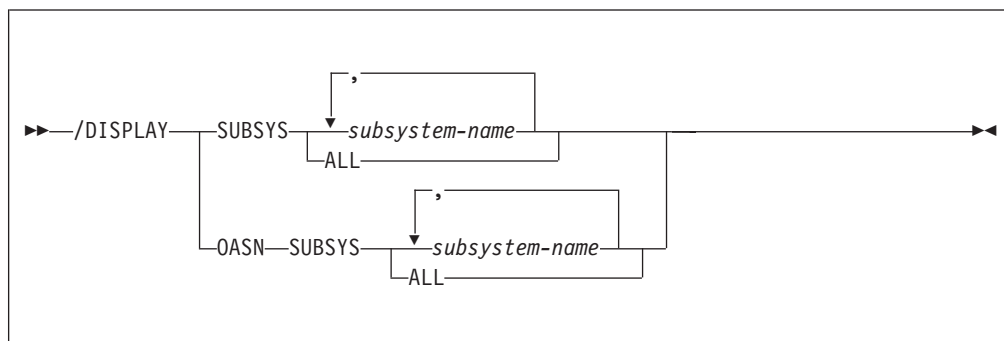 ,
/DISPLAY SUBSYS subsystem-name
ALL
,
OASN SUBSYS subsystem-name
ALL